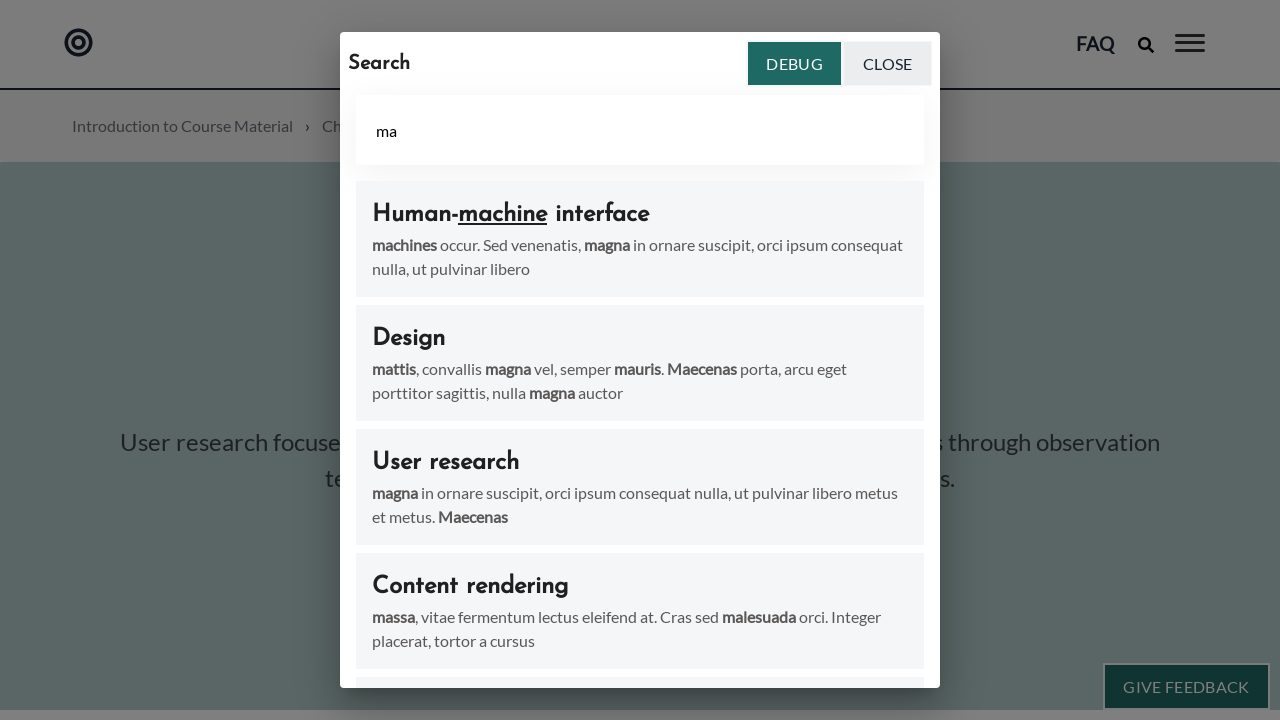 FAQ
Introduction to Course Material › Ch
Search
DEBUG
CLOSE
ma
Human-machine interface
machines occur. Sed venenatis, magna in ornare suscipit, orci ipsum consequat
nulla, ut pulvinar libero
Design
mattis, convallis magna vel, semper mauris. Maecenas porta, arcu eget
porttitor sagittis, nulla magna auctor
User research
magna in ornare suscipit, orci ipsum consequat nulla, ut pulvinar libero metus
et metus. Maecenas
Content rendering
massa, vitae fermentum lectus eleifend at. Cras sed malesuada orci. Integer
placerat, tortor a cursus
User research focuse
s through observation
te
s.
GIVE FEEDBACK